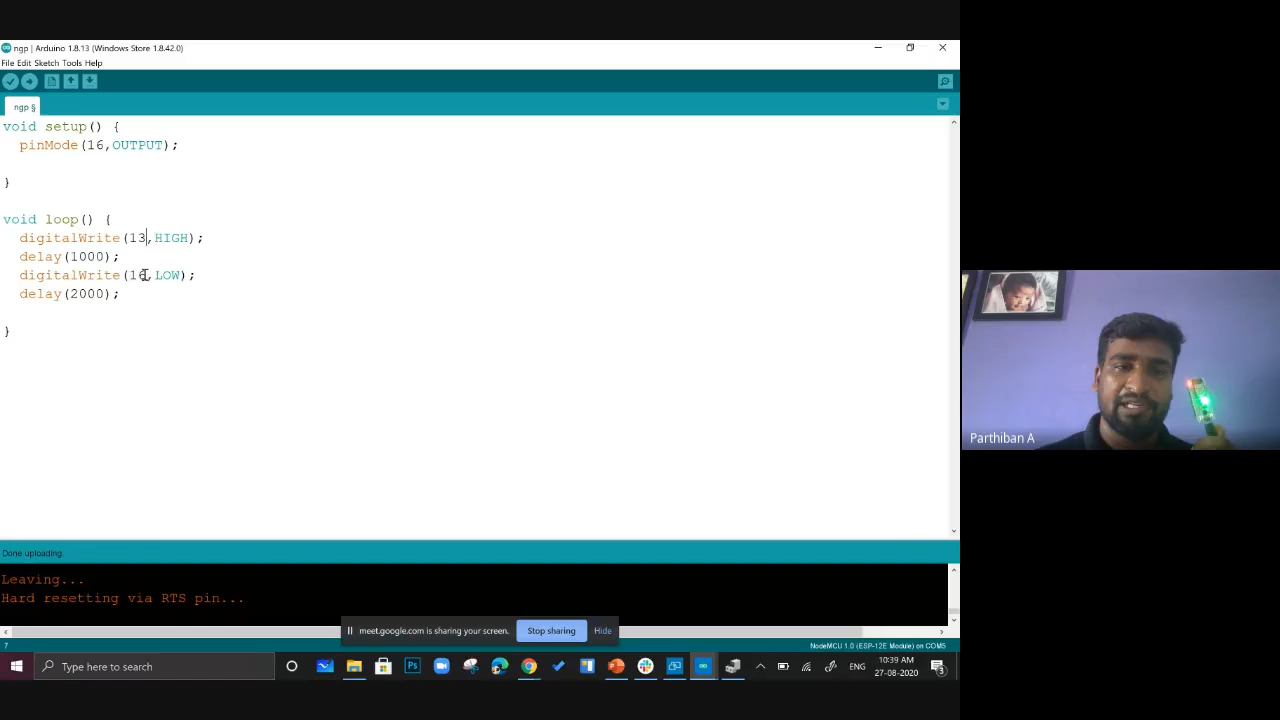 ngp | Arduino 1.8.13 (Windows Store 1.8.42.0)
File Edit Sketch Tools Help
ngp §
void setup() {
pinMode(16,OUTPUT);
}
void loop() {
digitalWrite(13,HIGH);
delay(1000);
digitalWrite(16,LOW);
delay(2000);
}
Parthiban A
Done uploading.
Leaving...
Hard resetting via RTS pin...
meet.google.com is sharing your screen. Stop sharing Hide
7 NodeMCU 1.0 (ESP-12E Module) on COM5
Type here to search
Ps
ENG
10:39 AM
27-08-2020
3